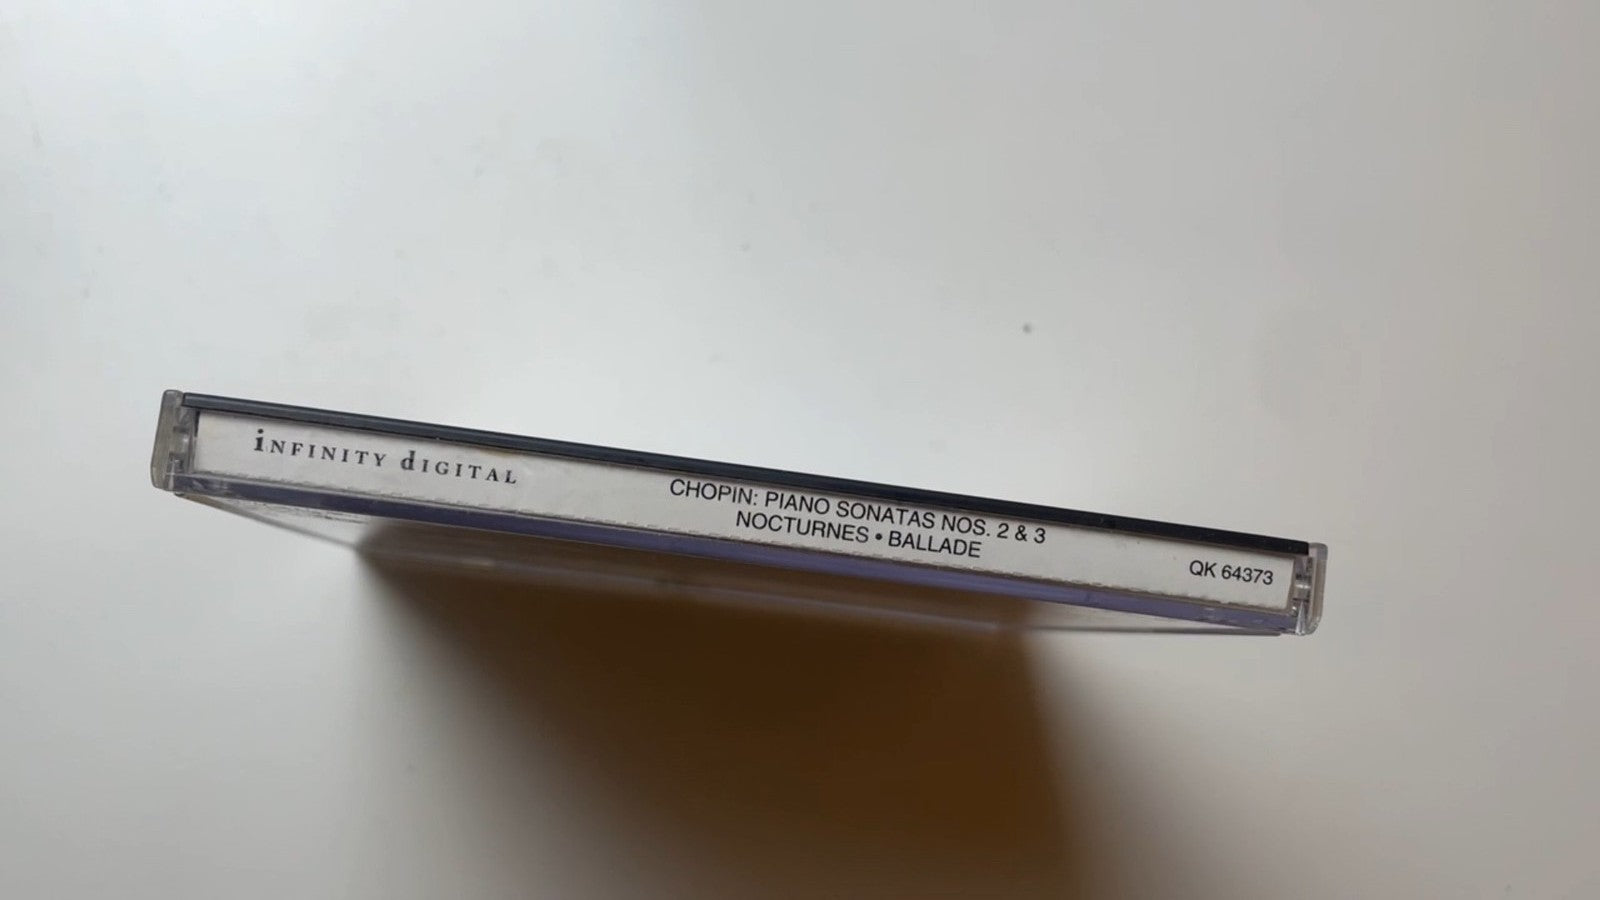 iNFINITY dIGITAL
CHOPIN: PIANO SONATAS NOS. 2 & 3
NOCTURNES • BALLADE
QK 64373